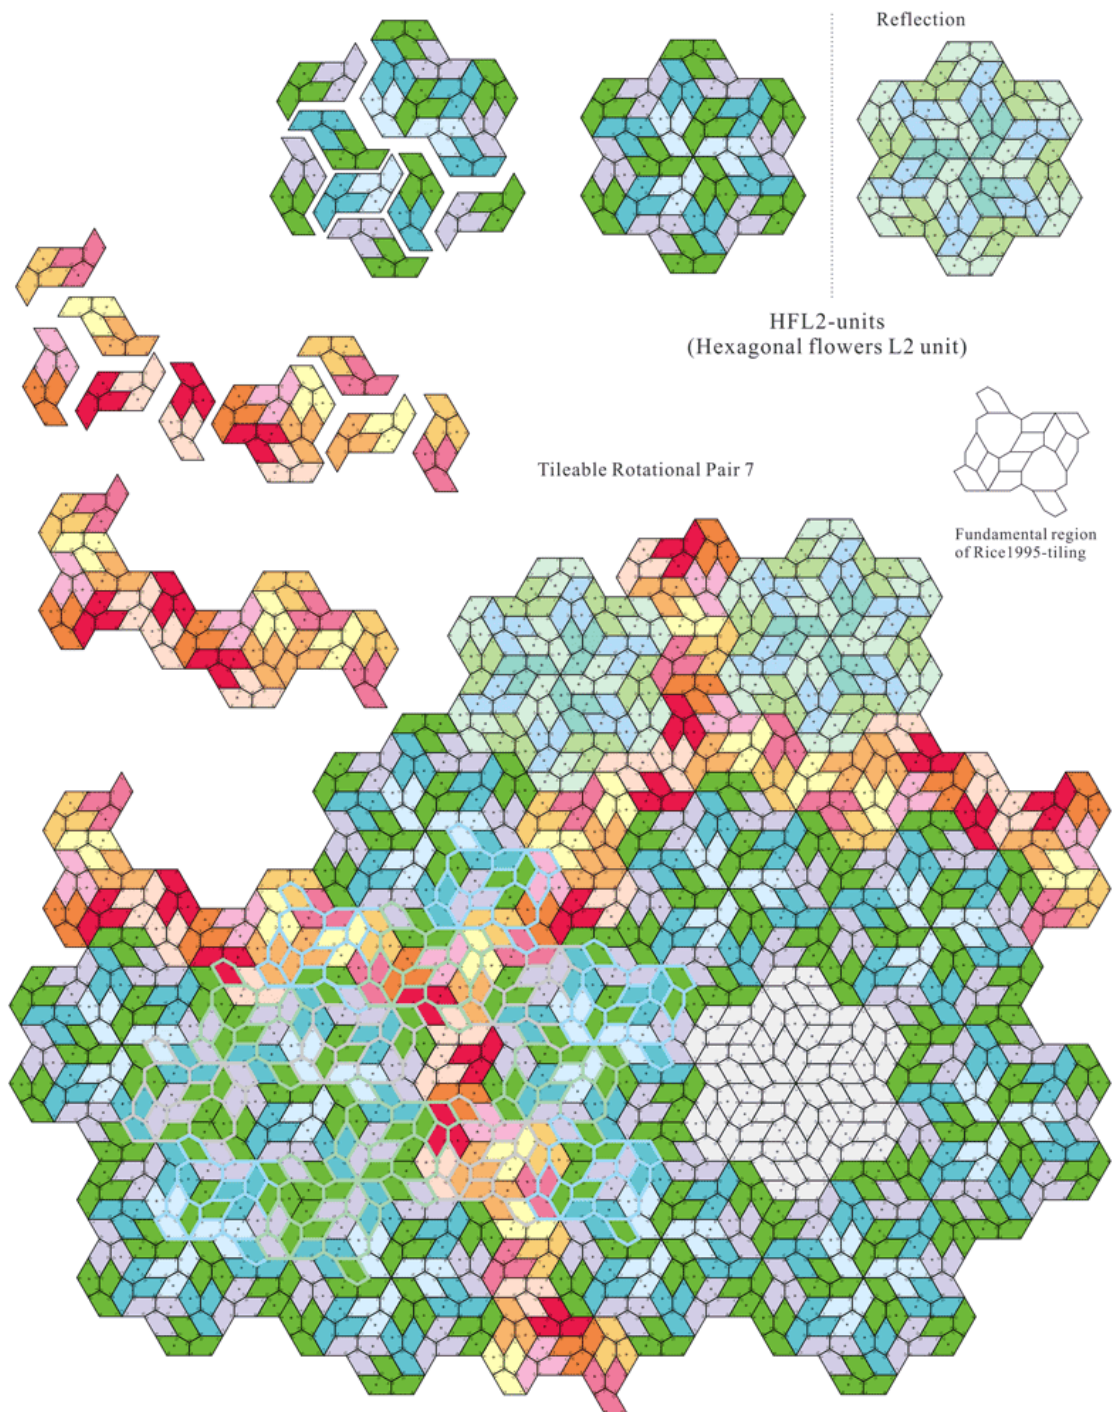 Reflection
HFL2-units
(Hexagonal flowers L2 unit)
Tileable Rotational Pair 7
Fundamental region
of Rice1995-tiling